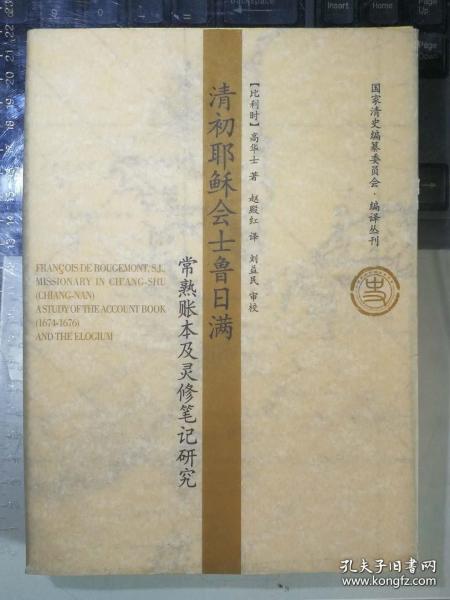 国家清史编纂委员会·编译丛刊
【比利时】高华士 著 赵殿红 译 刘益民 审校
清初耶稣会士鲁日满
常熟账本及灵修笔记研究
FRANÇOIS DE ROUGEMONT, S.J.,
MISSIONARY IN CH'ANG-SHU
(CHIANG-NAN)
A STUDY OF THE ACCOUNT BOOK
(1674-1676)
AND THE ELOGIUM
孔夫子旧书网
www.kongfz.com